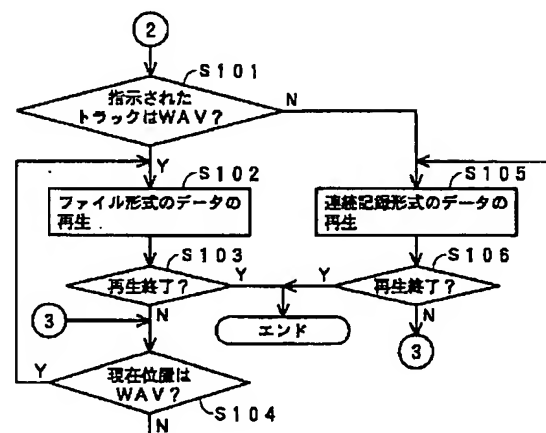 2
S101
指示された
トラックはWAV?
N
Y
S102
ファイル形式のデータの
再生
S105
連続記録形式のデータの
再生
S103
再生終了?
Y
N
S106
再生終了?
Y
N
エンド
3
3
現在位置は
WAV?
Y
S104
N